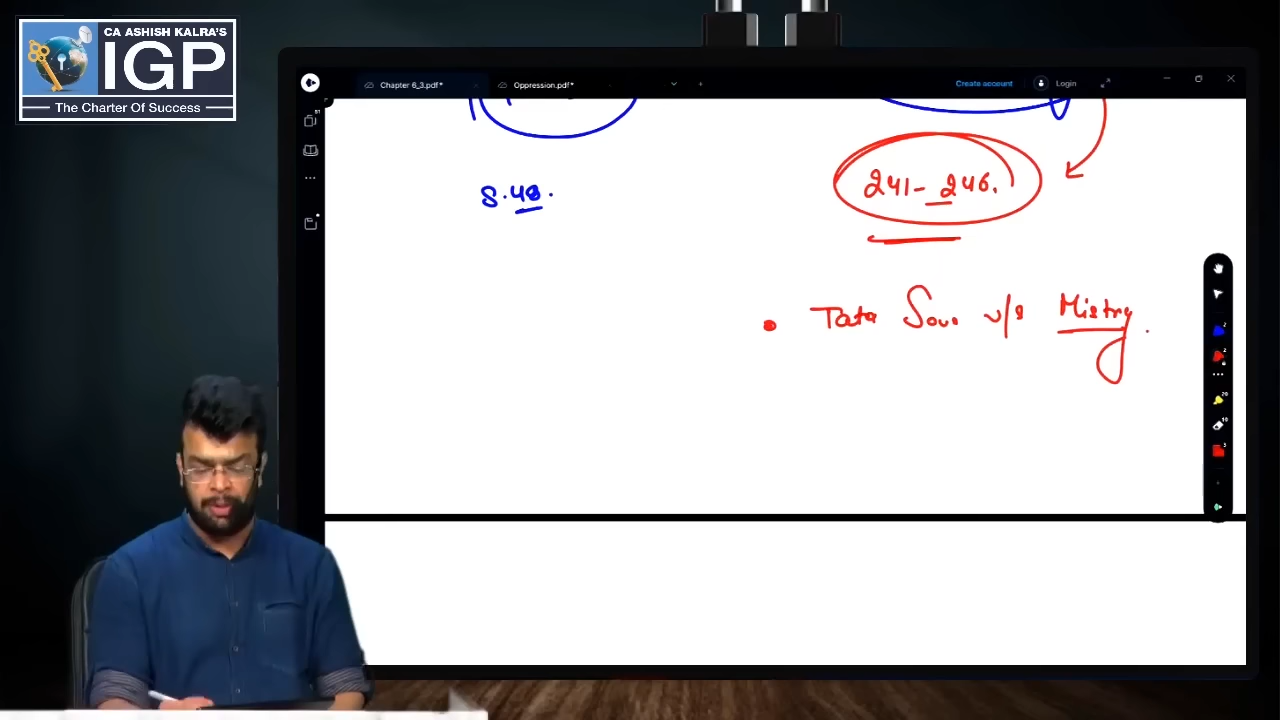 CA ASHISH KALRA'S
IGP
The Charter Of Success
Chapter 6_3.pdf*
Oppression.pdf*
Create account
Login
S.48.
241-246.
• Tata Sons v/s Mistry.